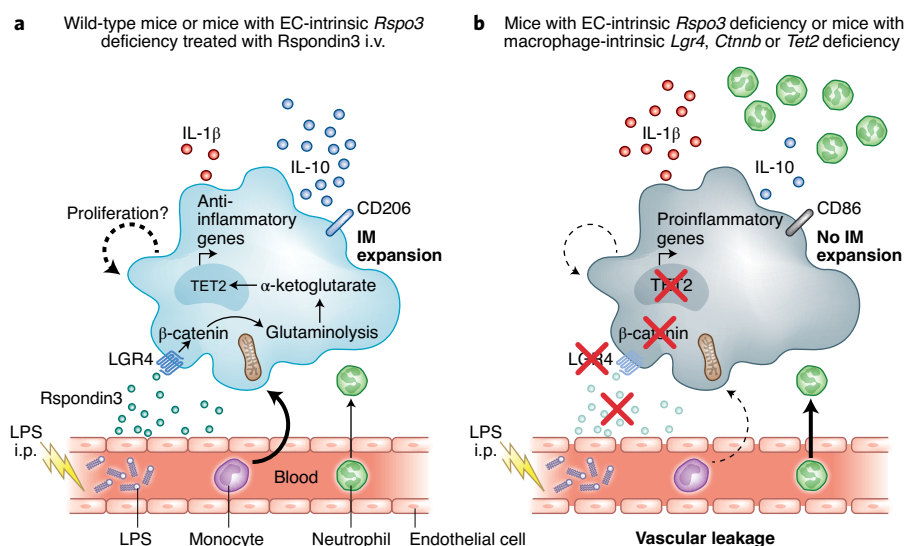 a Wild-type mice or mice with EC-intrinsic Rspo3
deficiency treated with Rspondin3 i.v.
IL-1β
IL-10
CD206
Proliferation?
Anti-
inflammatory
genes
IM
expansion
TET2
α-ketoglutarate
β-catenin
Glutaminolysis
LGR4
Rspondin3
LPS
i.p.
Blood
LPS
Monocyte
Neutrophil
Endothelial cell
b Mice with EC-intrinsic Rspo3 deficiency or mice with
macrophage-intrinsic Lgr4, Ctnnb or Tet2 deficiency
IL-1β
IL-10
CD86
Proinflammatory
genes
No IM
expansion
TET2
β-catenin
LGR4
LPS
i.p.
Vascular leakage